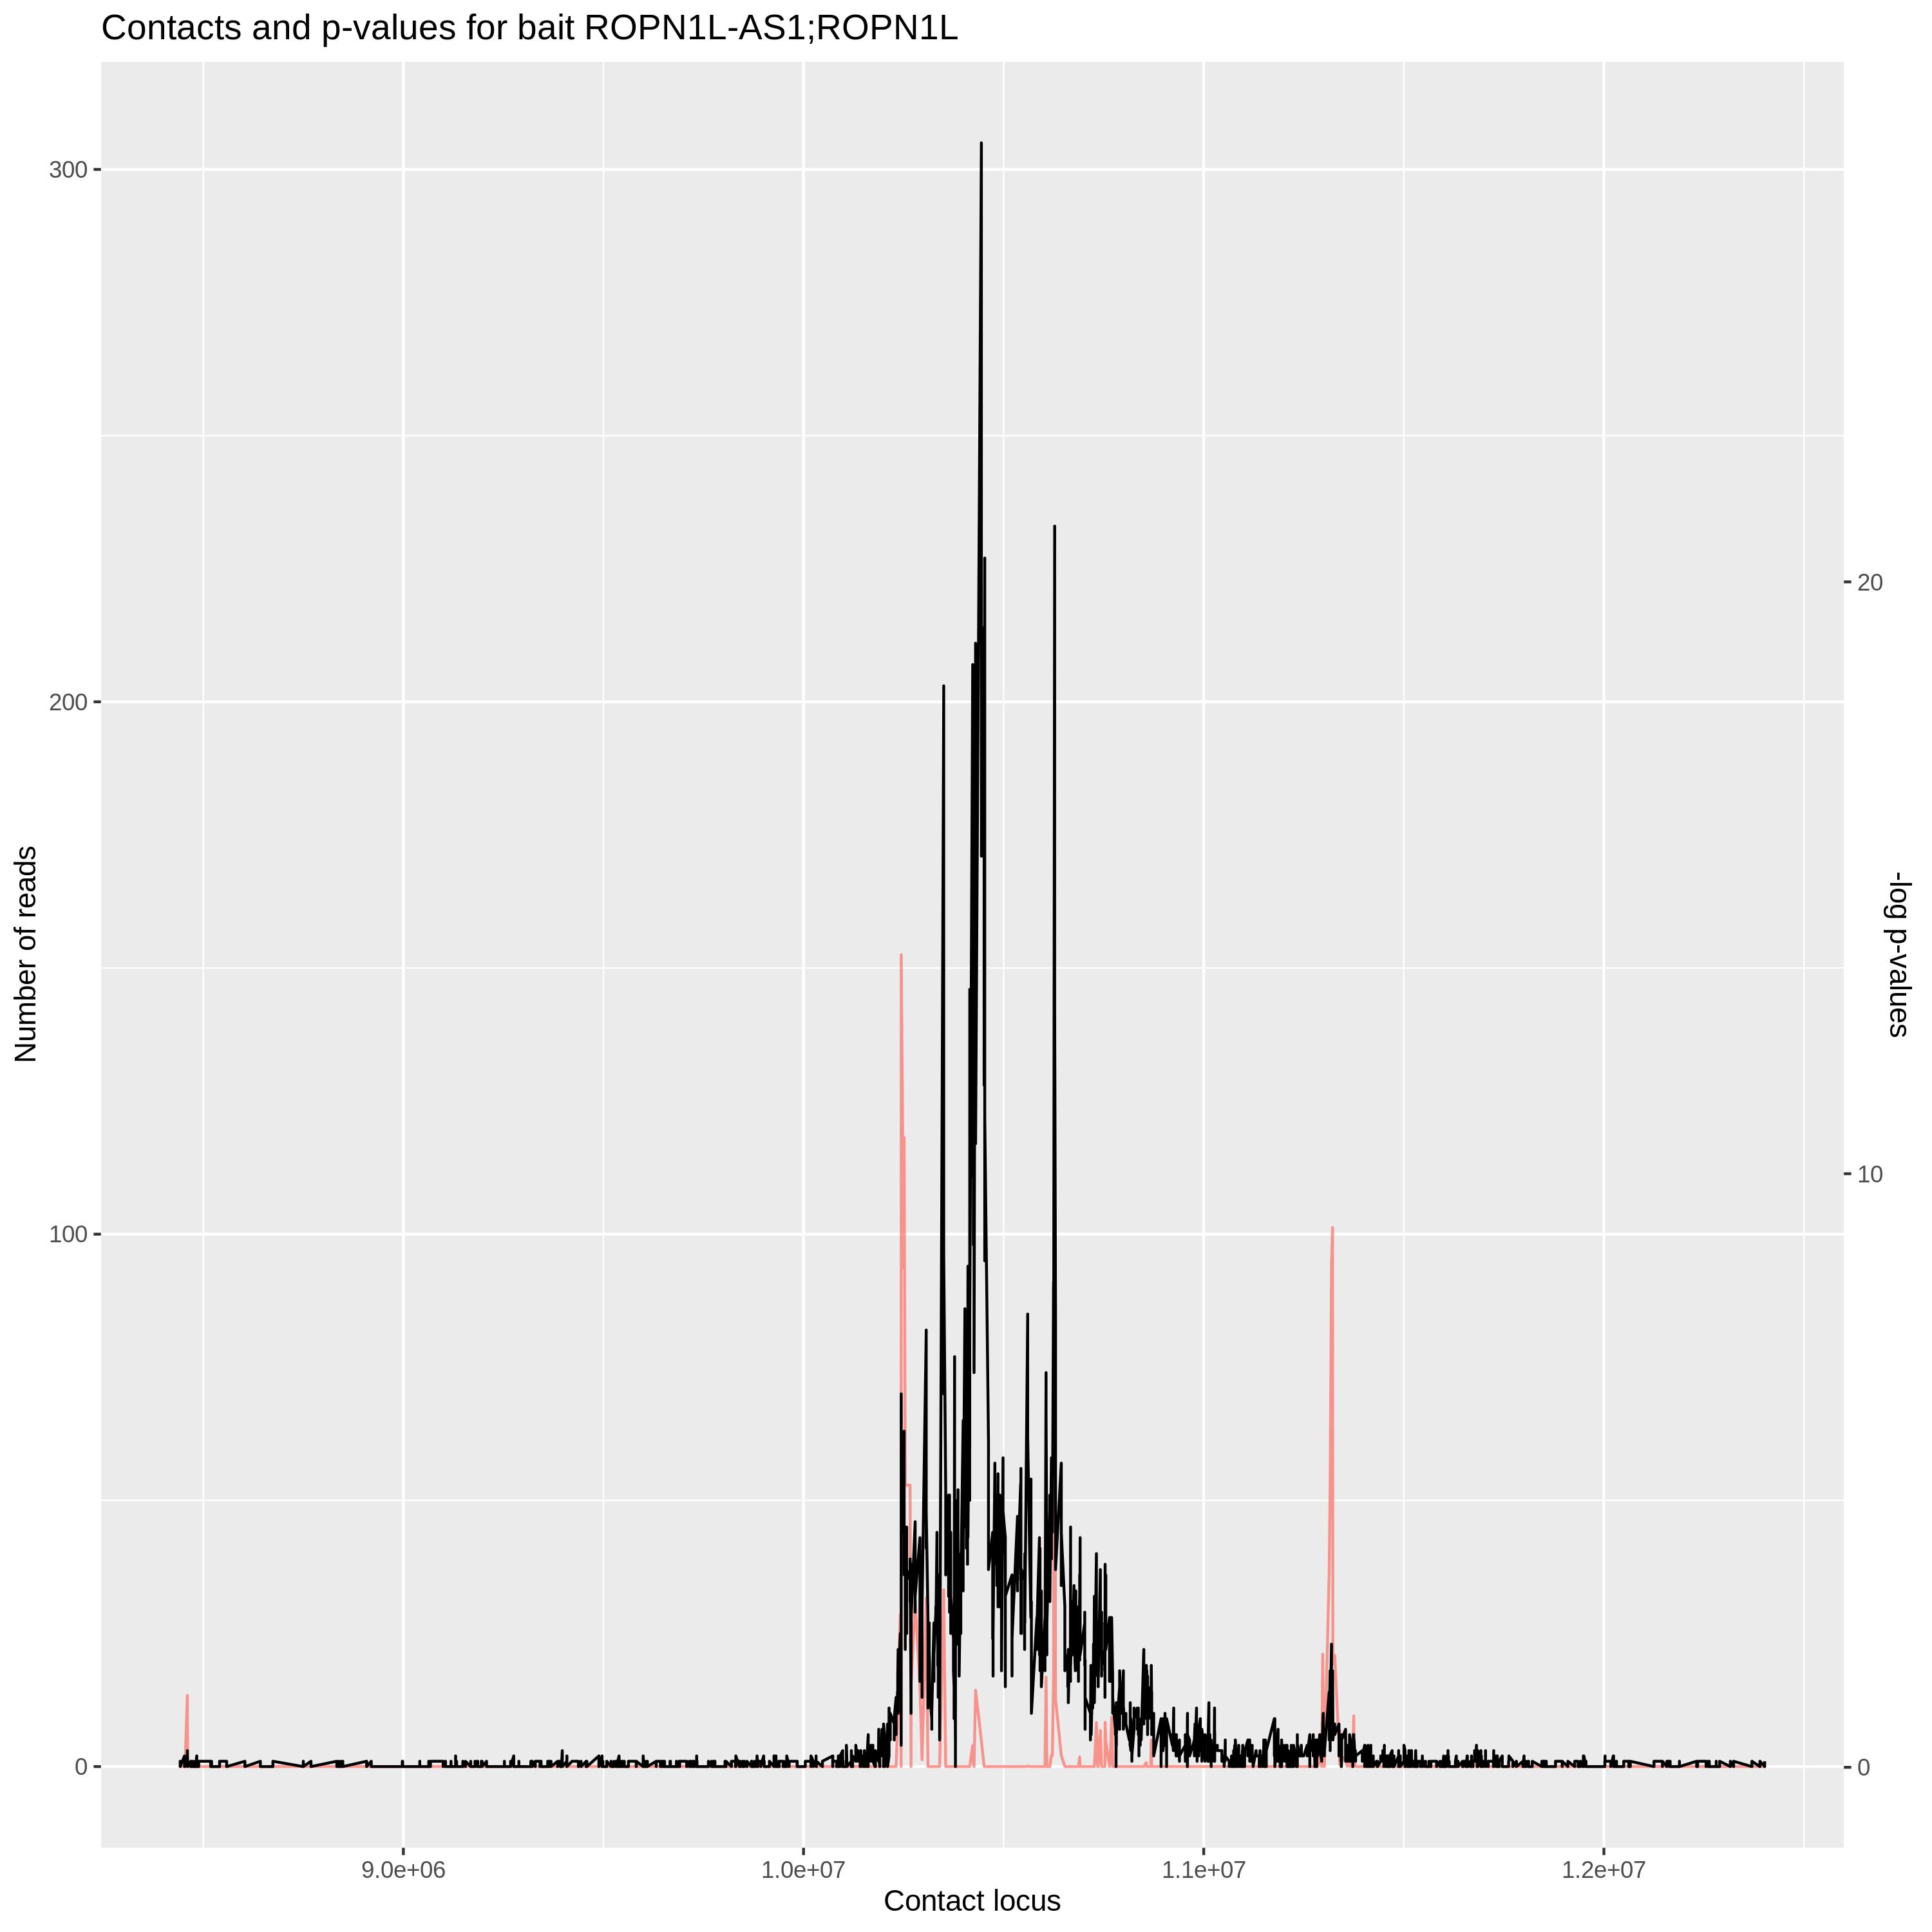 Contacts and p-values for bait ROPN1L-AS1;ROPN1L
300
200
100
0
Number of reads
20
10
0
-log p-values
9.0e+06
1.0e+07
1.1e+07
1.2e+07
Contact locus